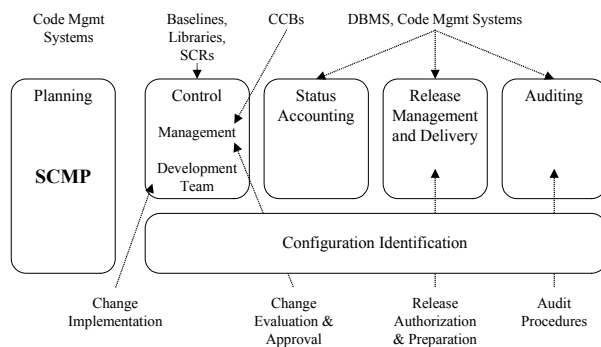 Code Mgmt
Systems
Baselines,
Libraries,
SCRs
CCBs
DBMS, Code Mgmt Systems
Planning
SCMP
Control
Management
Development
Team
Status
Accounting
Release
Management
and Delivery
Auditing
Configuration Identification
Change
Implementation
Change
Evaluation &
Approval
Release
Authorization
& Preparation
Audit
Procedures